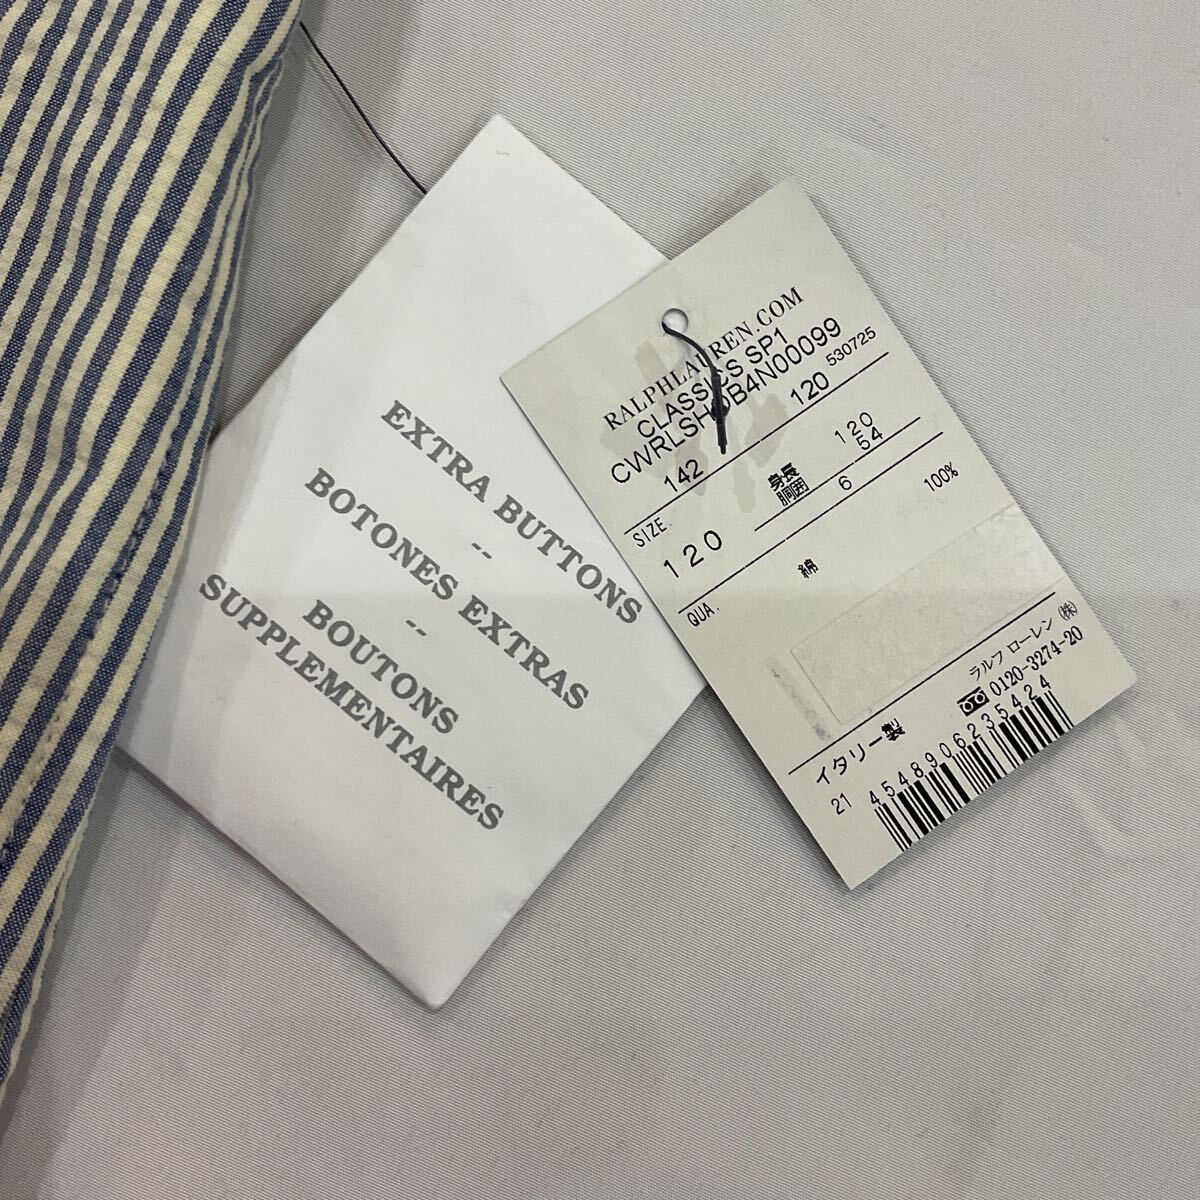 EXTRA BUTTONS
--
BOTONES EXTRAS
--
BOUTONS
SUPPLEMENTAIRES
RALPHLAUREN.COM
CLASSICS SP1
142 120 530725
SIZE.
120
身長 120
胴囲 54
6
QUA.
綿 100%
ラルフ ローレン (株)
0120-3274-20
イタリー製
21 4548906235424